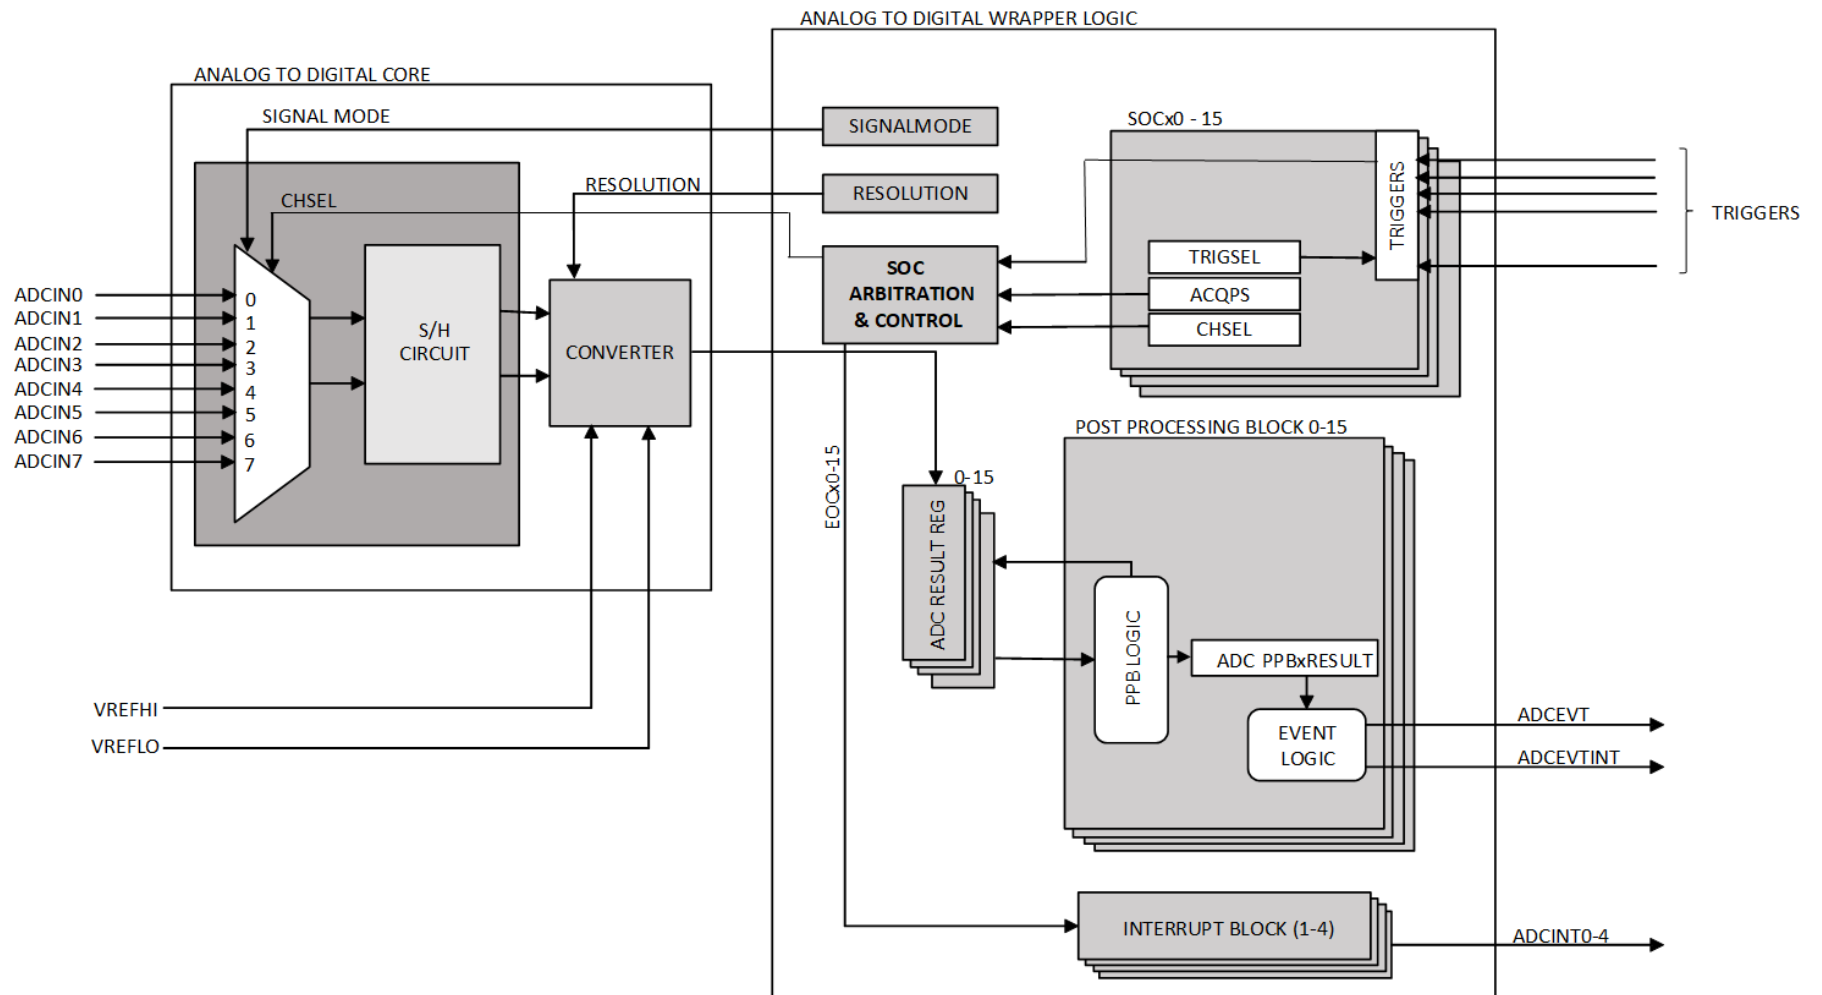 ANALOG TO DIGITAL WRAPPER LOGIC
ANALOG TO DIGITAL CORE
SIGNAL MODE
SIGNALMODE
SOCx0 - 15
RESOLUTION
RESOLUTION
CHSEL
TRIGGERS
TRIGGERS
SOC
ARBITRATION
& CONTROL
TRIGSEL
ACQPS
CHSEL
ADCIN0
ADCIN1
ADCIN2
ADCIN3
ADCIN4
ADCIN5
ADCIN6
ADCIN7
0
1
2
3
4
5
6
7
S/H
CIRCUIT
CONVERTER
POST PROCESSING BLOCK 0-15
EOCx0-15
0-15
ADC RESULT REG
PPB LOGIC
ADC PPBxRESULT
EVENT
LOGIC
VREFHI
VREFLO
ADCEVT
ADCEVTINT
INTERRUPT BLOCK (1-4)
ADCINT0-4